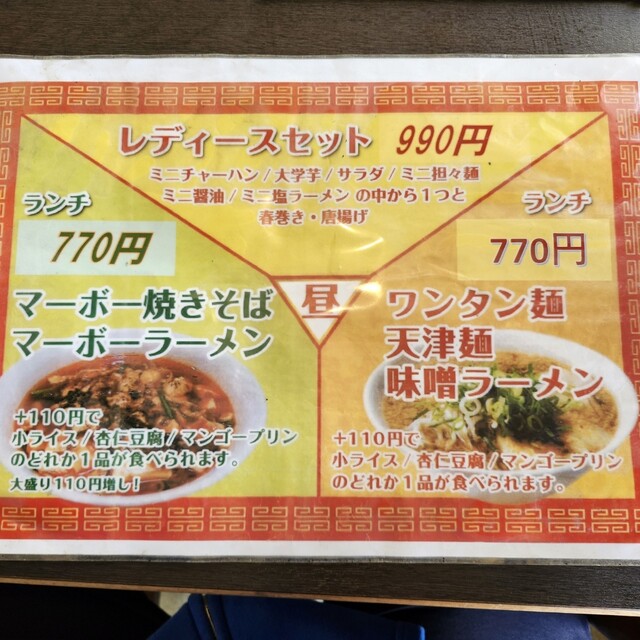 レディースセット 990円
ミニチャーハン/大学芋/サラダ/ミニ担々麺
ミニ醤油/ミニ塩ラーメン の中から1つと
春巻き・唐揚げ
ランチ
770円
マーボー焼きそば
マーボーラーメン
+110円で
小ライス/杏仁豆腐/マンゴープリン
のどれか1品が食べられます。
大盛り110円増し!
昼
ランチ
770円
ワンタン麺
天津麺
味噌ラーメン
+110円で
小ライス/杏仁豆腐/マンゴープリン
のどれか1品が食べられます。